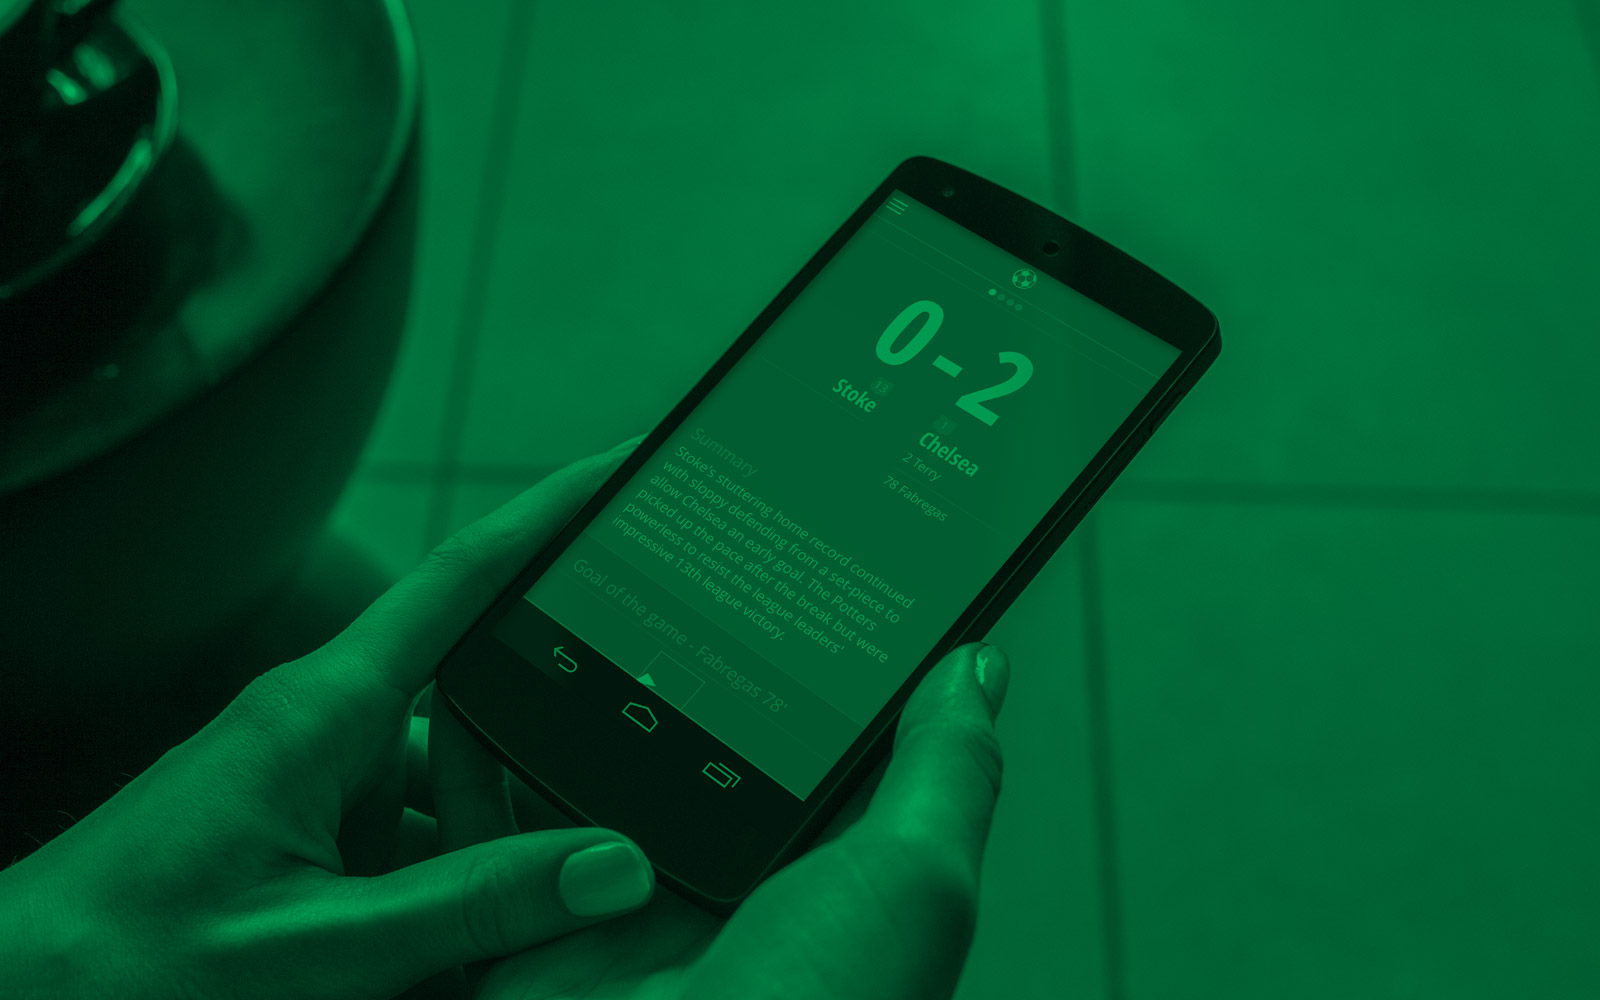 0 - 2
13
Stoke
1
Chelsea
2 Terry
78 Fabregas
Summary
Stoke's stuttering home record continued
with sloppy defending from a set-piece to
allow Chelsea an early goal. The Potters
picked up the pace after the break but were
powerless to resist the league leaders'
impressive 13th league victory.
Goal of the game - Fabregas 78'